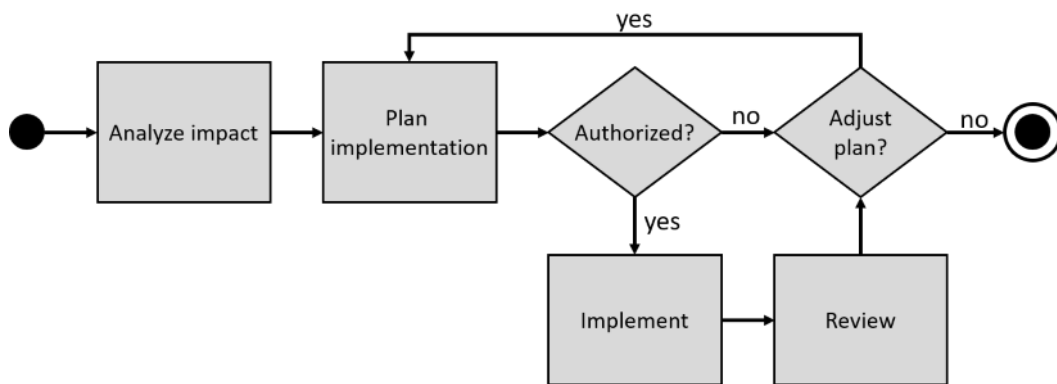 yes
Analyze impact
Plan
implementation
Authorized?
no
Adjust
plan?
no
yes
Implement
Review